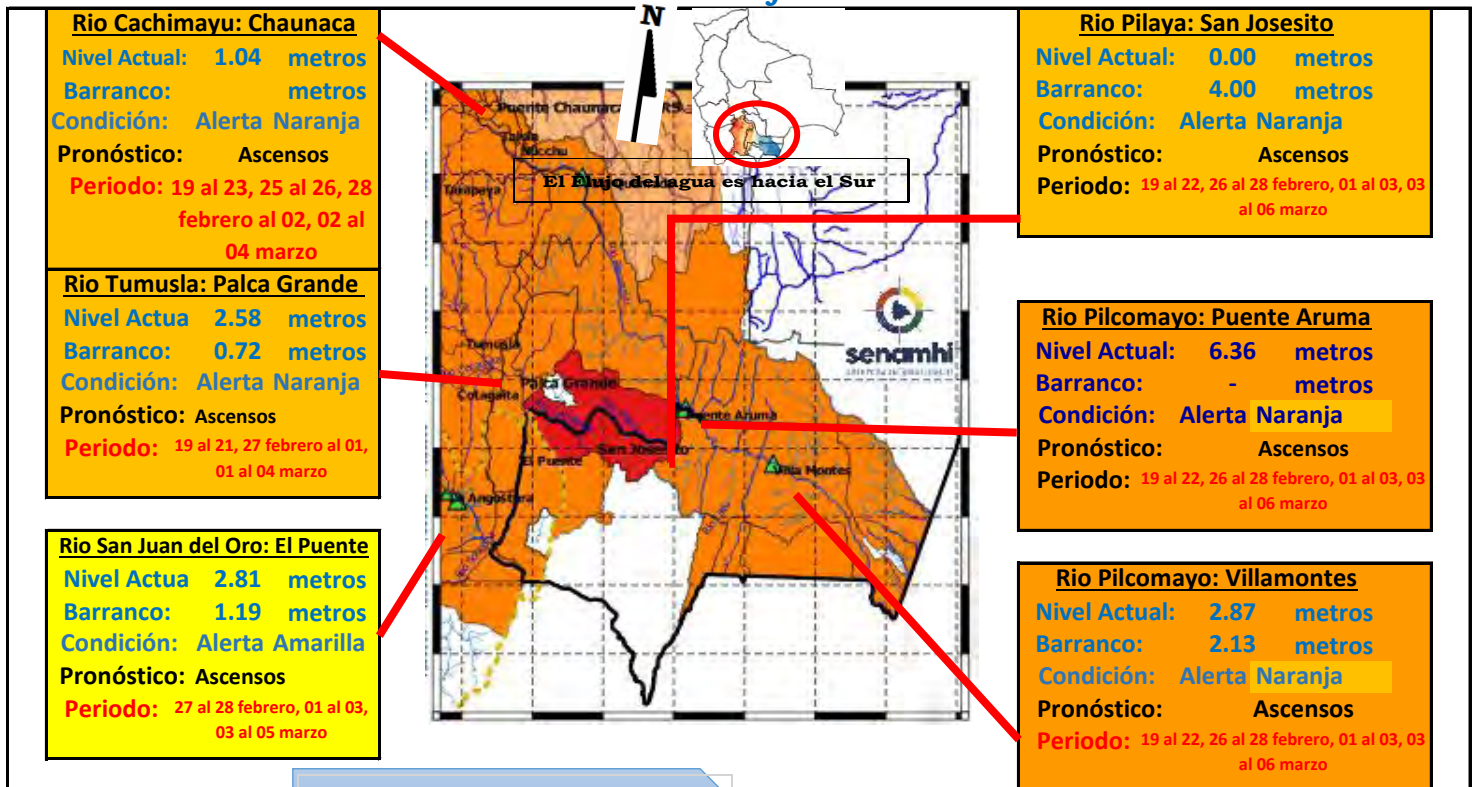 Rio Cachimayu: Chaunaca
Nivel Actual: 1.04 metros
Barranco: metros
Condición: Alerta Naranja
Pronóstico: Ascensos
Periodo: 19 al 23, 25 al 26, 28
febrero al 02, 02 al
04 marzo
Rio Tumusla: Palca Grande
Nivel Actua 2.58 metros
Barranco: 0.72 metros
Condición: Alerta Naranja
Pronóstico: Ascensos
Periodo: 19 al 21, 27 febrero al 01,
01 al 04 marzo
Rio San Juan del Oro: El Puente
Nivel Actua 2.81 metros
Barranco: 1.19 metros
Condición: Alerta Amarilla
Pronóstico: Ascensos
Periodo: 27 al 28 febrero, 01 al 03,
03 al 05 marzo
N
Puente Chaunaca
Tarapaya
El Flujo del agua es hacia el Sur
senamhi
Tumusla
Palca Grande
Cotagaita
Puente Aruma
San Josesito
El Puente
Villa Montes
Angostura
Rio Pilaya: San Josesito
Nivel Actual: 0.00 metros
Barranco: 4.00 metros
Condición: Alerta Naranja
Pronóstico: Ascensos
Periodo: 19 al 22, 26 al 28 febrero, 01 al 03, 03
al 06 marzo
Rio Pilcomayo: Puente Aruma
Nivel Actual: 6.36 metros
Barranco: - metros
Condición: Alerta Naranja
Pronóstico: Ascensos
Periodo: 19 al 22, 26 al 28 febrero, 01 al 03, 03
al 06 marzo
Rio Pilcomayo: Villamontes
Nivel Actual: 2.87 metros
Barranco: 2.13 metros
Condición: Alerta Naranja
Pronóstico: Ascensos
Periodo: 19 al 22, 26 al 28 febrero, 01 al 03, 03
al 06 marzo